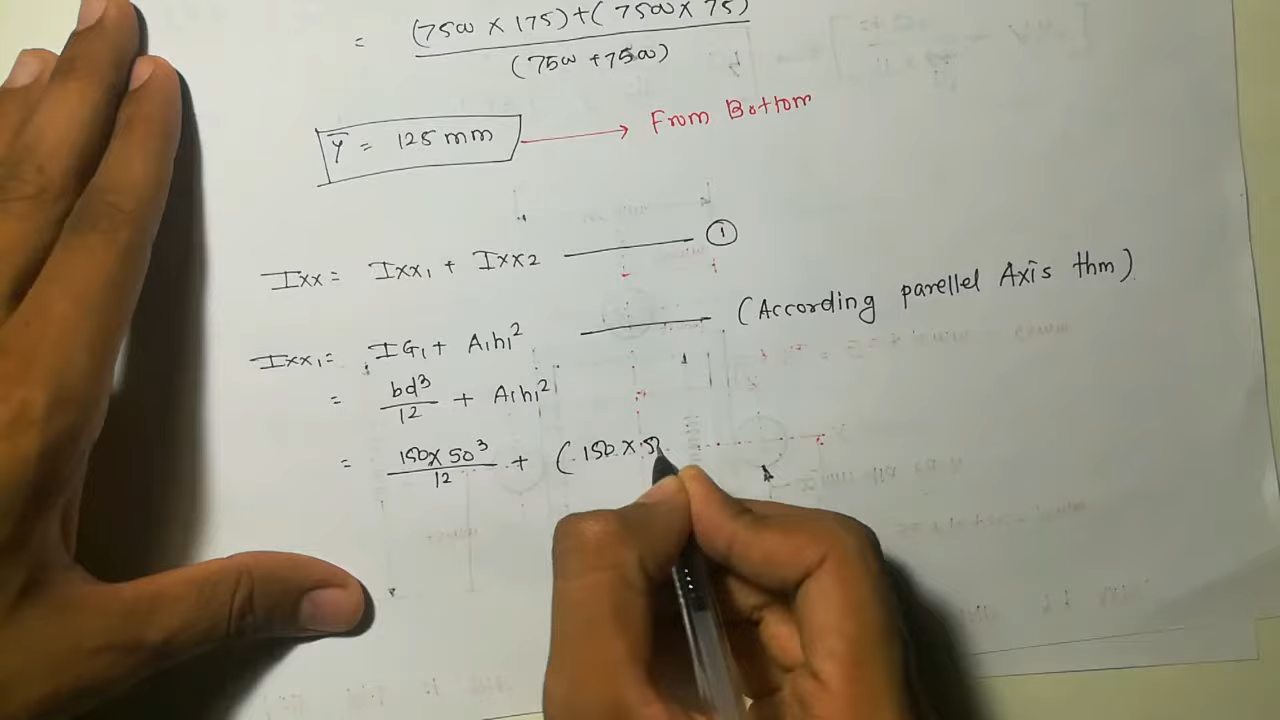 = (7500 × 175) + (7500 × 75)
(7500 + 7500)
ȳ = 125 mm → From Bottom
Ixx = Ixx1 + Ixx2 ——— ①
Ixx1 = IG1 + A1h1² ——— (According parellel Axis thm)
= bd³/12 + A1h1²
= 150 × 50³/12 + (150 × 5